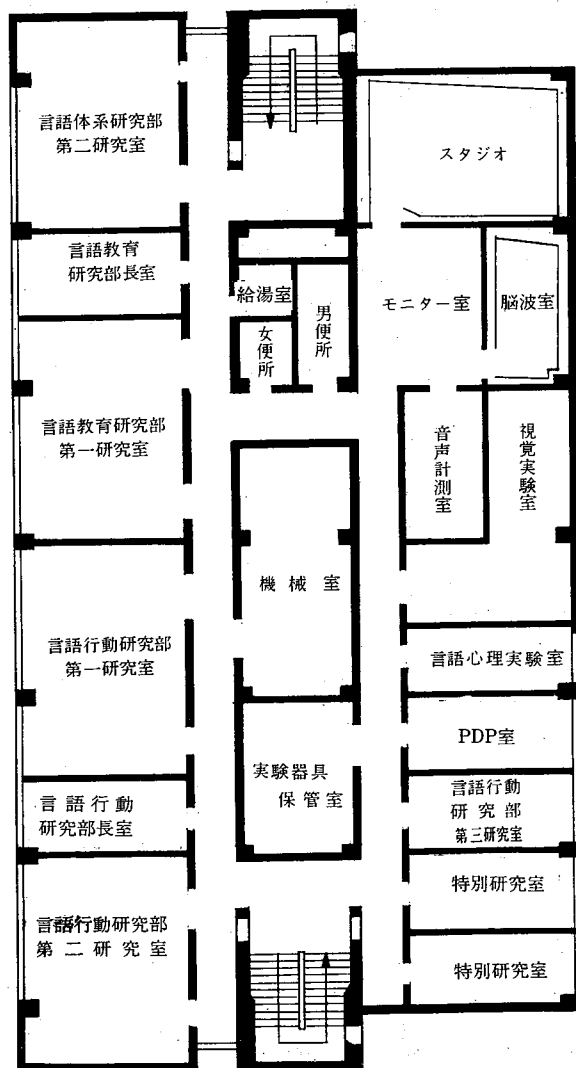 言語体系研究部
第二研究室
スタジオ
言語教育
研究部長室
給湯室
男便所
女便所
モニター室
脳波室
言語教育研究部
第一研究室
音声計測室
視覚実験室
機械室
言語行動研究部
第一研究室
言語心理実験室
PDP室
実験器具
保管室
言語行動
研究部長室
言語行動
研究部
第三研究室
特別研究室
言語行動研究部
第二研究室
特別研究室